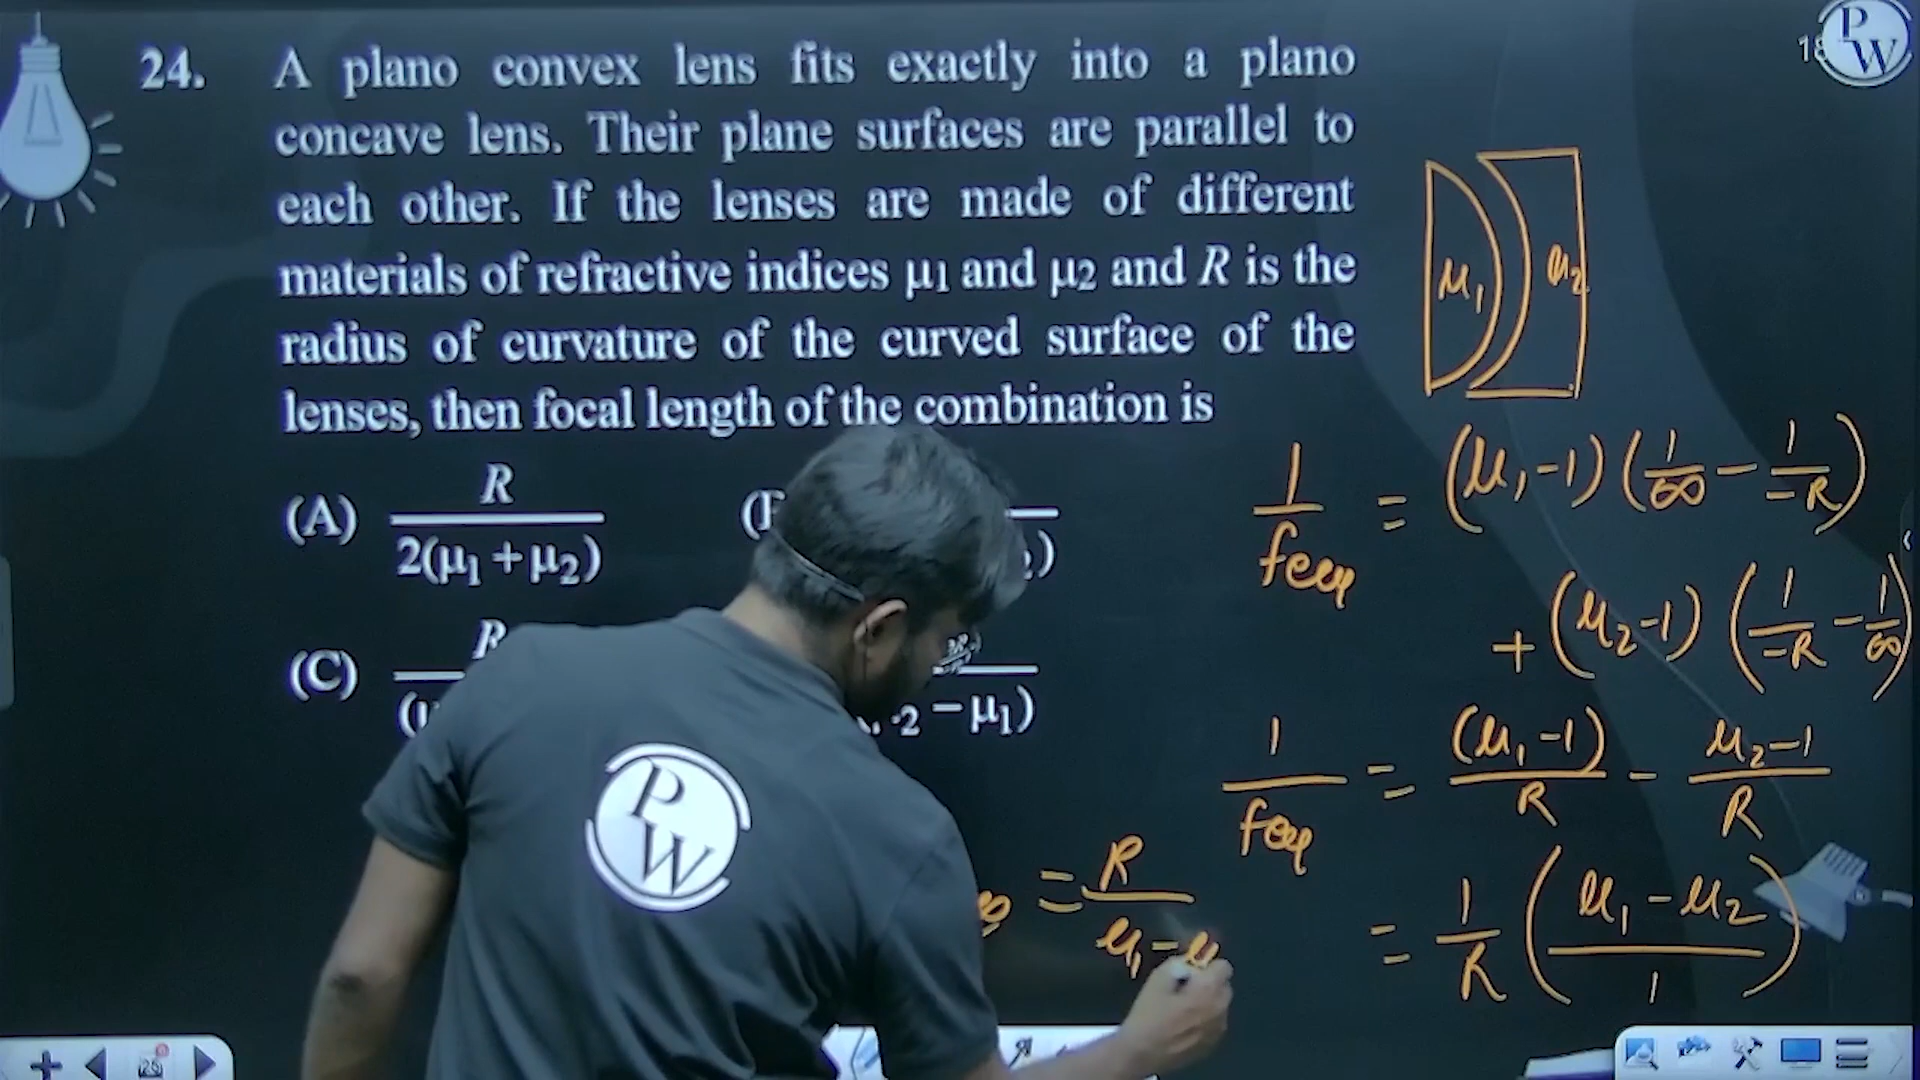 24. A plano convex lens fits exactly into a plano
concave lens. Their plane surfaces are parallel to
each other. If the lenses are made of different
materials of refractive indices μ1 and μ2 and R is the
radius of curvature of the curved surface of the
lenses, then focal length of the combination is
(A) R / 2(μ₁ + μ₂)
(C) R
− μ₁)
μ₁ μ₂
1/feq = (μ₁-1)(1/∞ - 1/-R)
+ (μ₂-1)(1/-R - 1/∞)
1/feq = (μ₁-1)/R - μ₂-1/R
= 1/R (μ₁-μ₂/1)
= R/μ₁-μ
PW
PW